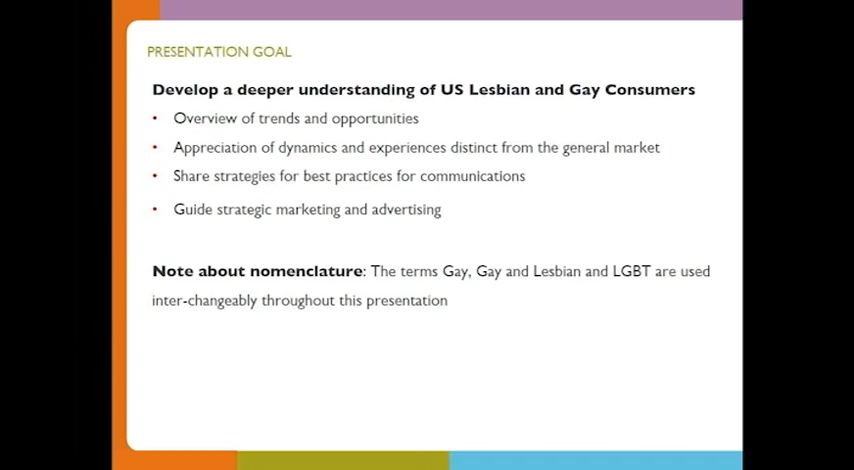 PRESENTATION GOAL
Develop a deeper understanding of US Lesbian and Gay Consumers
• Overview of trends and opportunities
• Appreciation of dynamics and experiences distinct from the general market
• Share strategies for best practices for communications
• Guide strategic marketing and advertising
Note about nomenclature: The terms Gay, Gay and Lesbian and LGBT are used
inter-changeably throughout this presentation